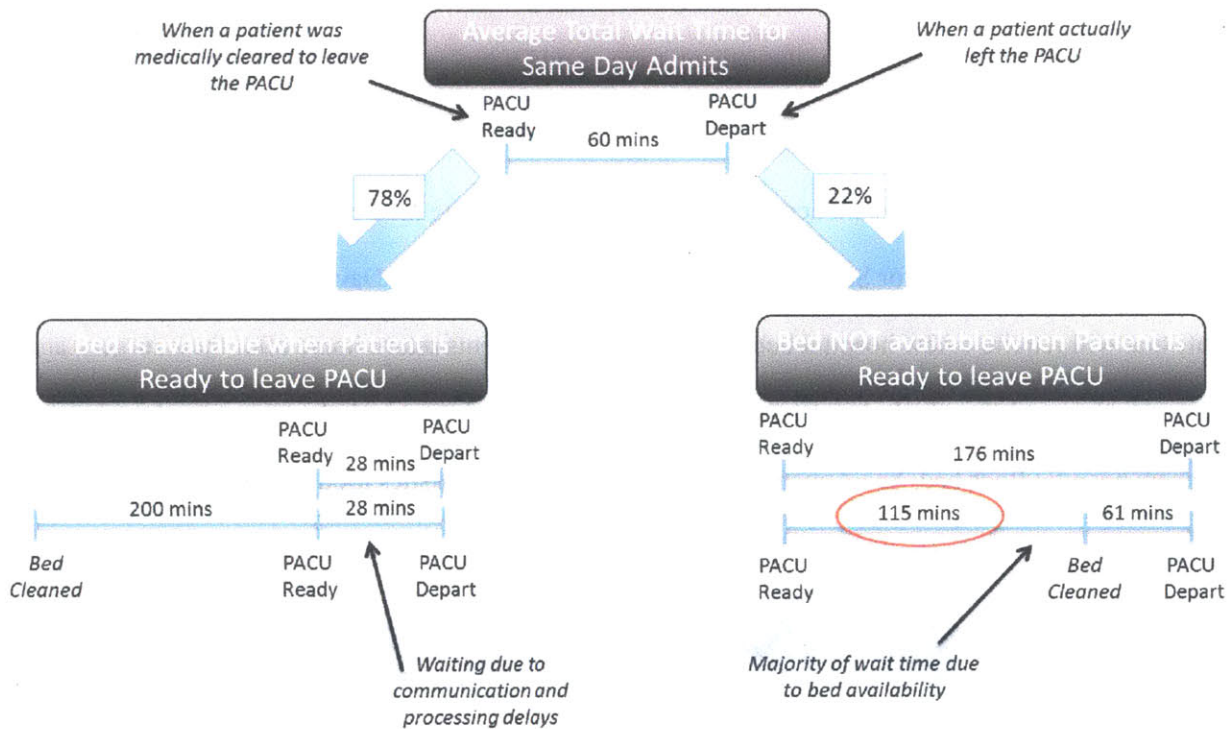 When a patient was
medically cleared to leave
the PACU
Average Total Wait Time for
Same Day Admits
When a patient actually
left the PACU
PACU
Ready
PACU
Depart
60 mins
78%
22%
Bed is available when Patient is
Ready to leave PACU
Bed NOT available when Patient is
Ready to leave PACU
PACU
Ready
PACU
Depart
28 mins
200 mins
28 mins
Bed
Cleaned
PACU
Ready
PACU
Depart
PACU
Ready
PACU
Depart
176 mins
115 mins
61 mins
PACU
Ready
Bed
Cleaned
PACU
Depart
Waiting due to
communication and
processing delays
Majority of wait time due
to bed availability